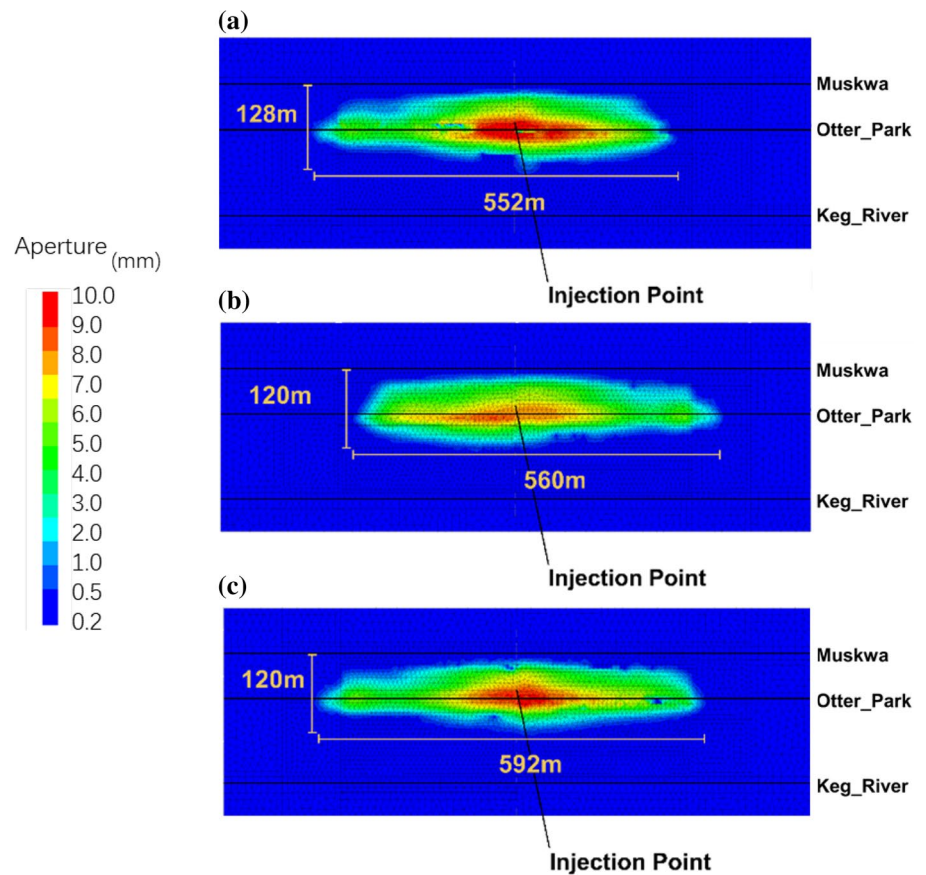 (a)
Muskwa
128m
Otter_Park
552m
Keg_River
Injection Point
Aperture (mm)
10.0
9.0
8.0
7.0
6.0
5.0
4.0
3.0
2.0
1.0
0.5
0.2
(b)
Muskwa
120m
Otter_Park
560m
Keg_River
Injection Point
(c)
Muskwa
120m
Otter_Park
592m
Keg_River
Injection Point